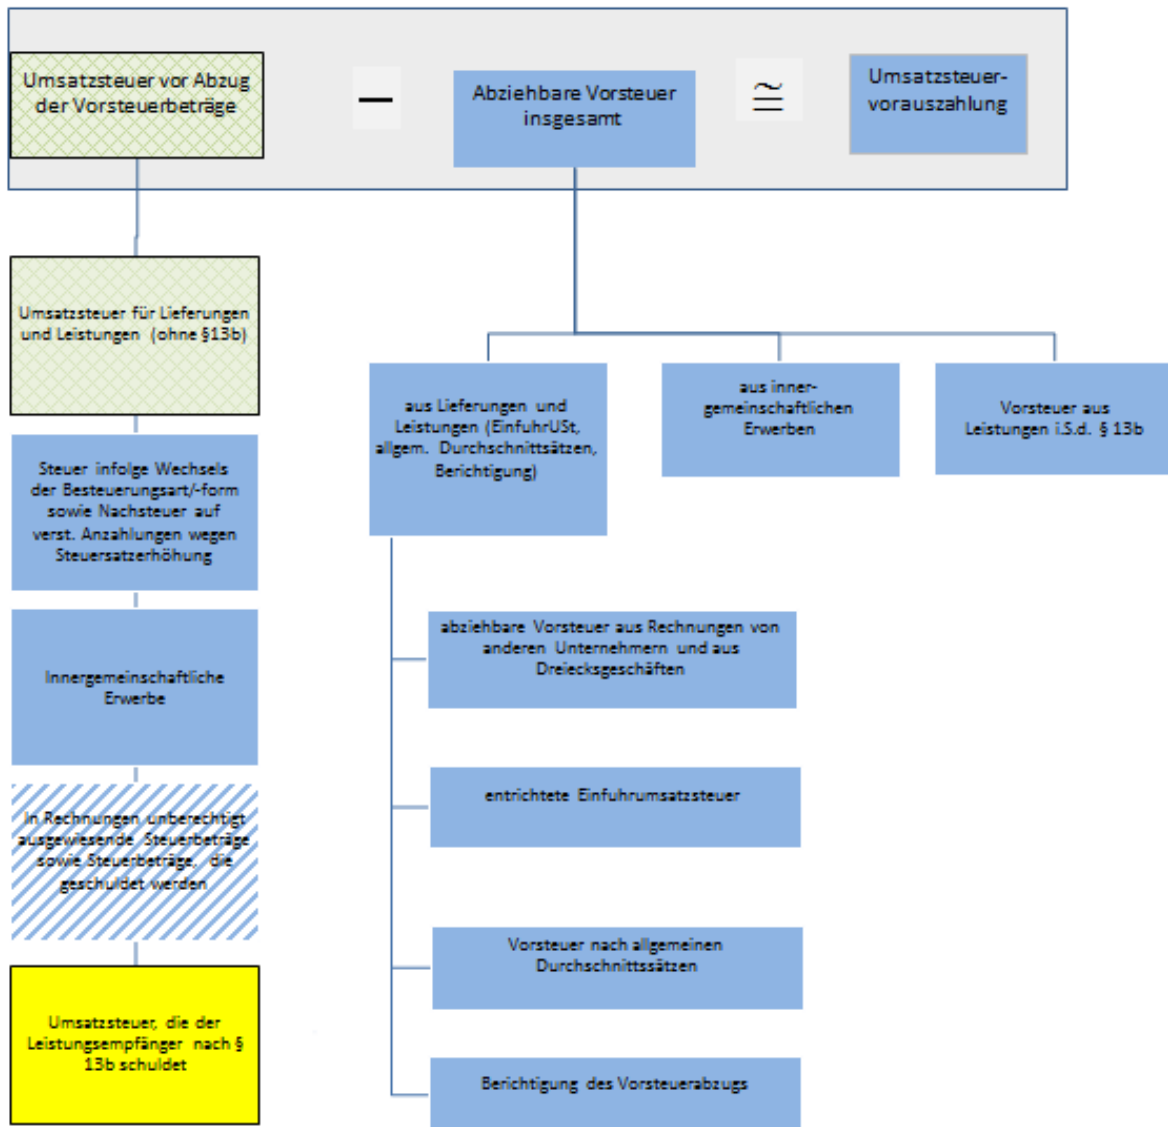 Umsatzsteuer vor Abzug
der Vorsteuerbeträge
—
Abziehbare Vorsteuer
insgesamt
≅
Umsatzsteuer-
vorauszahlung
Umsatzsteuer für Lieferungen
und Leistungen (ohne §13b)
Steuer infolge Wechsels
der Besteuerungsart/-form
sowie Nachsteuer auf
verst. Anzahlungen wegen
Steuersatzerhöhung
Innergemeinschaftliche
Erwerbe
In Rechnungen unberechtigt
ausgewiesende Steuerbeträge
sowie Steuerbeträge, die
geschuldet werden
Umsatzsteuer, die der
Leistungsempfänger nach §
13b schuldet
aus Lieferungen und
Leistungen (EinfuhrUSt,
allgem. Durchschnittsätzen,
Berichtigung)
aus inner-
gemeinschaftlichen
Erwerben
Vorsteuer aus
Leistungen i.S.d. § 13b
abziehbare Vorsteuer aus Rechnungen von
anderen Unternehmern und aus
Dreiecksgeschäften
entrichtete Einfuhrumsatzsteuer
Vorsteuer nach allgemeinen
Durchschnittssätzen
Berichtigung des Vorsteuerabzugs